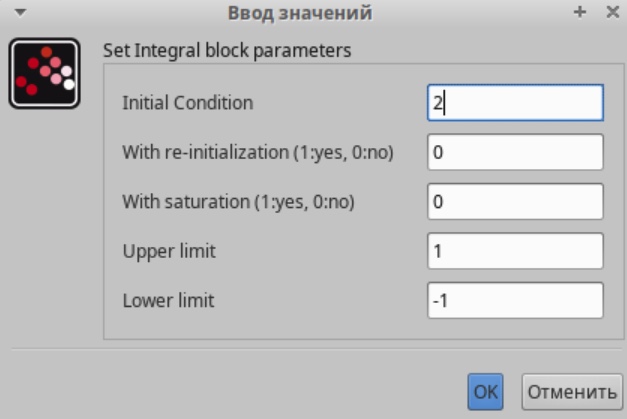 Ввод значений
Set Integral block parameters
Initial Condition 2
With re-initialization (1:yes, 0:no) 0
With saturation (1:yes, 0:no) 0
Upper limit 1
Lower limit -1
OK Отменить